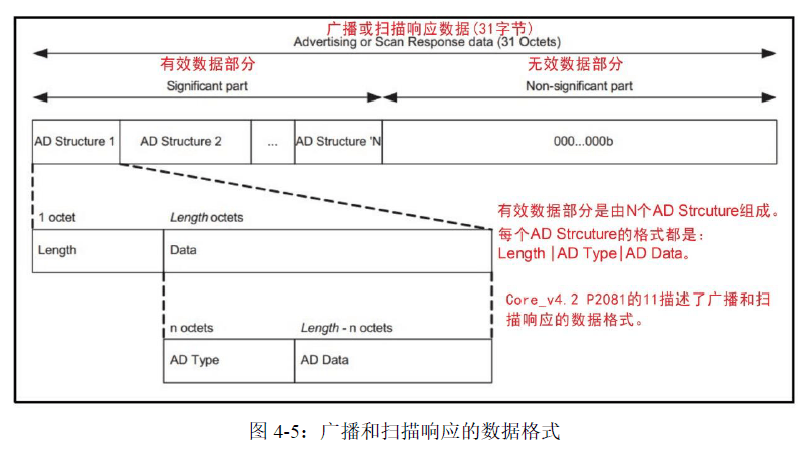 广播或扫描响应数据(31字节)
Advertising or Scan Response data (31 Octets)
有效数据部分
无效数据部分
Significant part
Non-significant part
AD Structure 1
AD Structure 2
...
AD Structure 'N
000...000b
1 octet
Length octets
Length
Data
有效数据部分是由N个AD Strcuture组成。
每个AD Strcuture的格式都是：
Length|AD Type|AD Data。
Core_v4.2 P2081的11描述了广播和扫
描响应的数据格式。
n octets
Length - n octets
AD Type
AD Data
图 4-5：广播和扫描响应的数据格式